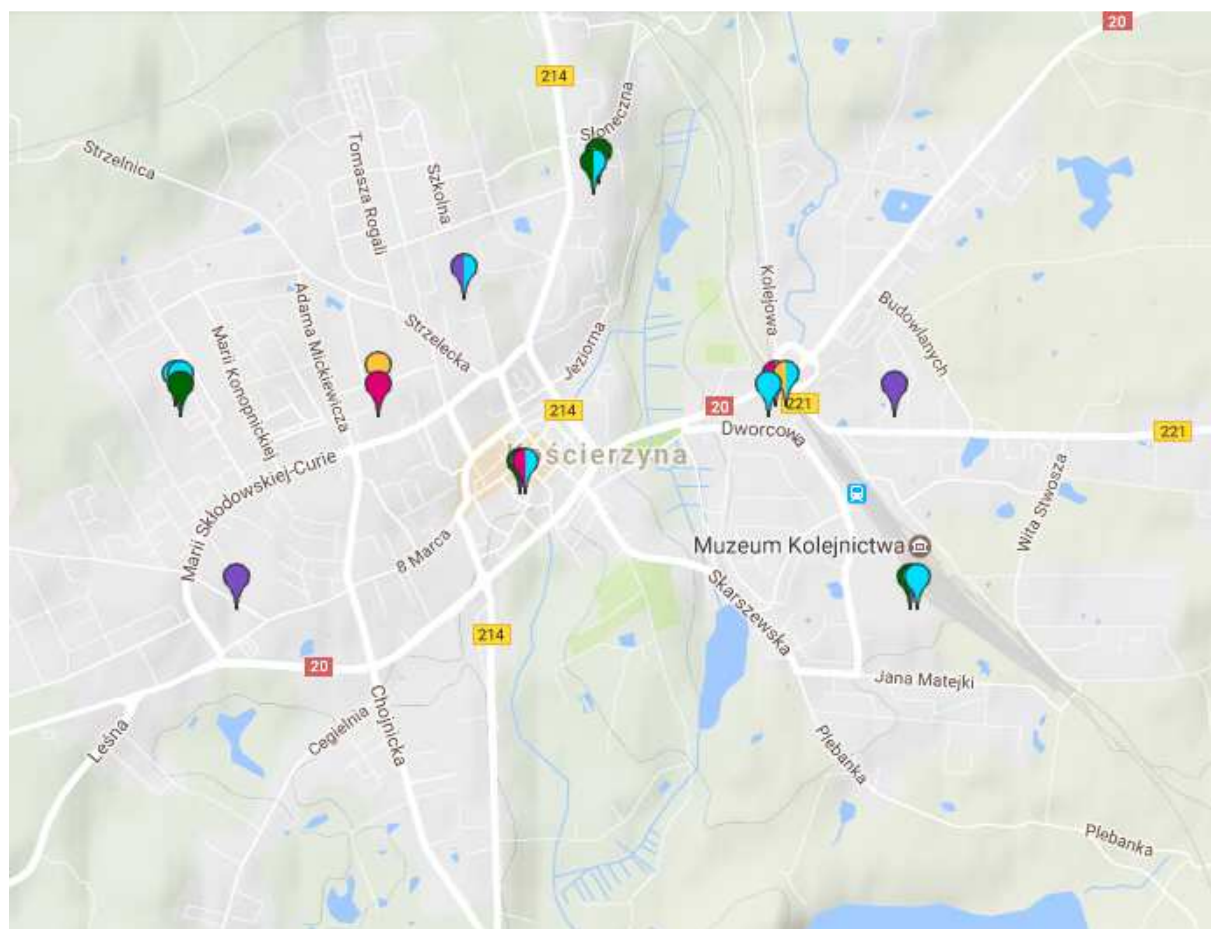 20
214
Słoneczna
Strzelnica
Tomasza Rogali
Szkolna
Kolejowa
Budowlanych
Adama Mickiewicza
Marii Konopnickiej
Strzelecka
Jeziorna
20
221
214
Dworcowa
221
Kościerzyna
Marii Skłodowskiej-Curie
8 Marca
Wita Stwosza
Muzeum Kolejnictwa
Skarszewska
214
20
Jana Matejki
Chojnicka
Cegielnia
Leśna
Plebanka
Plebanka